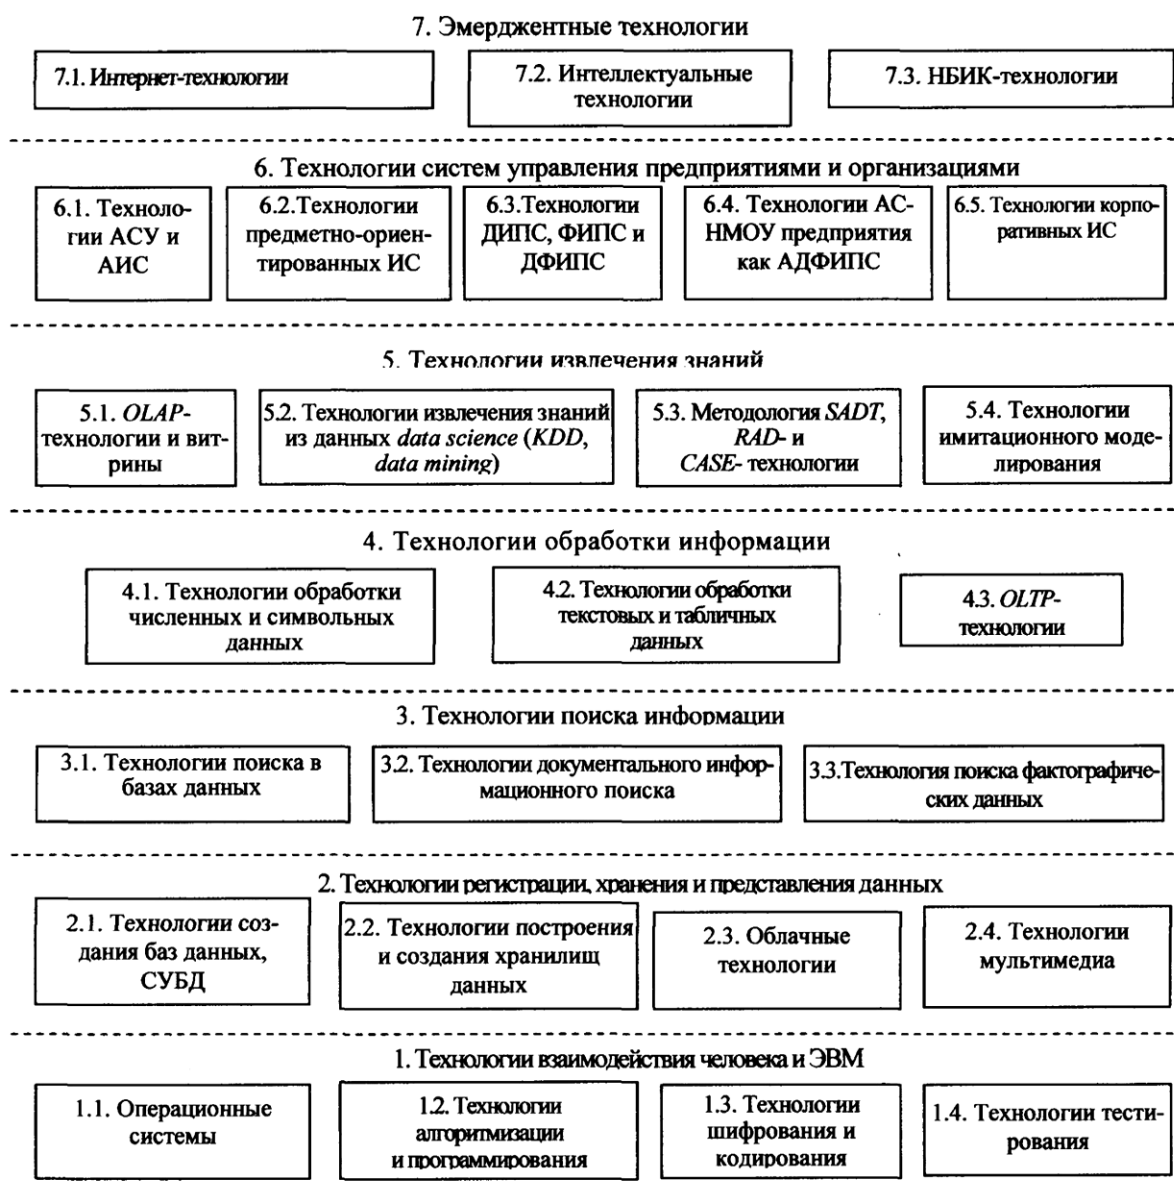 7. Эмерджентные технологии
7.1. Интернет-технологии
7.2. Интеллектуальные
технологии
7.3. НБИК-технологии
6. Технологии систем управления предприятиями и организациями
6.1. Техноло-
гии АСУ и
АИС
6.2.Технологии
предметно-ориен-
тированных ИС
6.3.Технологии
ДИПС, ФИПС и
ДФИПС
6.4. Технологии АС-
НМОУ предприятия
как АДФИПС
6.5. Технологии корпо-
ративных ИС
5. Технологии извлечения знаний
5.1. OLAP-
технологии и вит-
рины
5.2. Технологии извлечения знаний
из данных data science (KDD,
data mining)
5.3. Методология SADT,
RAD- и
CASE- технологии
5.4. Технологии
имитационного моде-
лирования
4. Технологии обработки информации
4.1. Технологии обработки
численных и символьных
данных
4.2. Технологии обработки
текстовых и табличных
данных
4.3. OLTP-
технологии
3. Технологии поиска информации
3.1. Технологии поиска в
базах данных
3.2. Технологии документального инфор-
мационного поиска
3.3.Технология поиска фактографиче-
ских данных
2. Технологии регистрации, хранения и представления данных
2.1. Технологии соз-
дания баз данных,
СУБД
2.2. Технологии построения
и создания хранилищ
данных
2.3. Облачные
технологии
2.4. Технологии
мультимедиа
1. Технологии взаимодействия человека и ЭВМ
1.1. Операционные
системы
1.2. Технологии
алгоритмизации
и программирования
1.3. Технологии
шифрования и
кодирования
1.4. Технологии тести-
рования